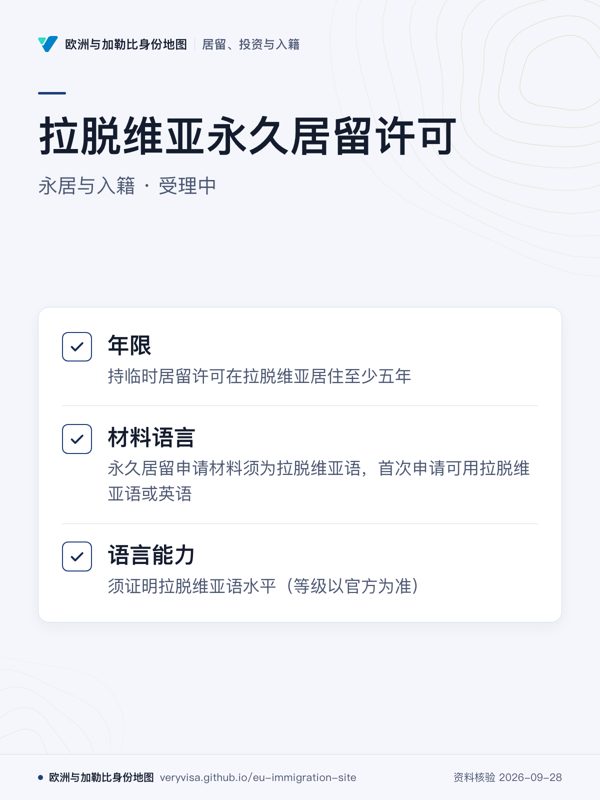 欧洲与加勒比身份地图 居留、投资与入籍
拉脱维亚永久居留许可
永居与入籍 · 受理中
年限
持临时居留许可在拉脱维亚居住至少五年
材料语言
永久居留申请材料须为拉脱维亚语，首次申请可用拉脱维
亚语或英语
语言能力
须证明拉脱维亚语水平（等级以官方为准）
欧洲与加勒比身份地图 veryvisa.github.io/eu-immigration-site 资料核验 2026-09-28